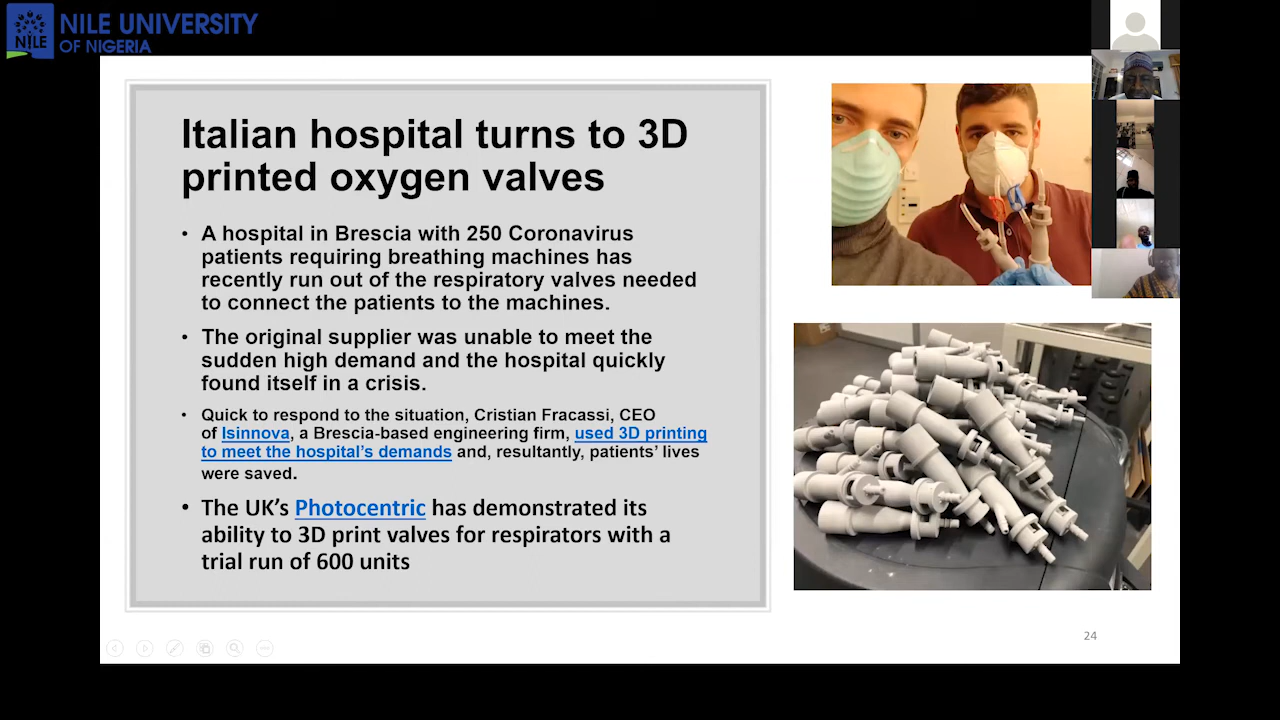 NILE UNIVERSITY
OF NIGERIA
NILE
Italian hospital turns to 3D
printed oxygen valves
• A hospital in Brescia with 250 Coronavirus
patients requiring breathing machines has
recently run out of the respiratory valves needed
to connect the patients to the machines.
• The original supplier was unable to meet the
sudden high demand and the hospital quickly
found itself in a crisis.
• Quick to respond to the situation, Cristian Fracassi, CEO
of Isinnova, a Brescia-based engineering firm, used 3D printing
to meet the hospital's demands and, resultantly, patients' lives
were saved.
• The UK's Photocentric has demonstrated its
ability to 3D print valves for respirators with a
trial run of 600 units
24